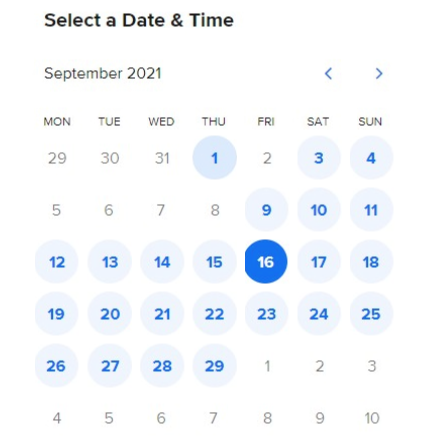 Select a Date & Time
September 2021
MON TUE WED THU FRI SAT SUN
29 30 31 1 2 3 4
5 6 7 8 9 10 11
12 13 14 15 16 17 18
19 20 21 22 23 24 25
26 27 28 29 1 2 3
4 5 6 7 8 9 10